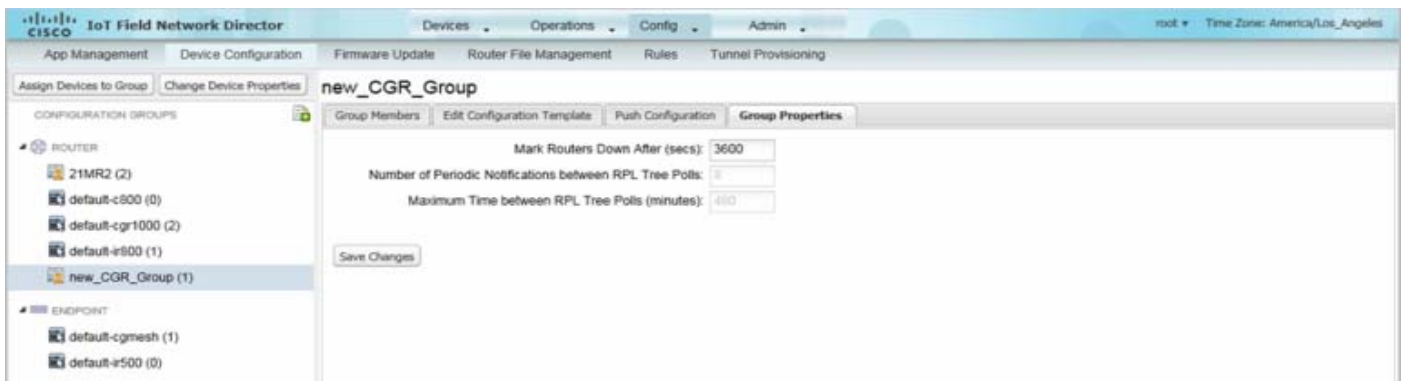 CISCO IoT Field Network Director
Devices Operations Config Admin
root Time Zone: America/Los_Angeles
App Management Device Configuration Firmware Update Router File Management Rules Tunnel Provisioning
Assign Devices to Group Change Device Properties
new_CGR_Group
CONFIGURATION GROUPS
Group Members Edit Configuration Template Push Configuration Group Properties
ROUTER
21MR2 (2)
default-c800 (0)
default-cgr1000 (2)
default-ir800 (1)
new_CGR_Group (1)
ENDPOINT
default-cgmesh (1)
default-ir500 (0)
Mark Routers Down After (secs): 3600
Number of Periodic Notifications between RPL Tree Polls:
Maximum Time between RPL Tree Polls (minutes): 480
Save Changes